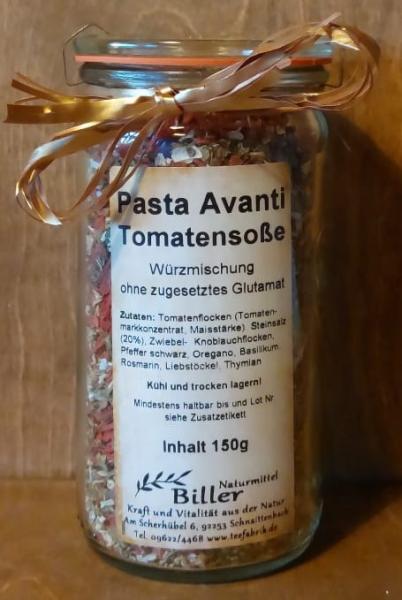 Pasta Avanti
Tomatensoße
Würzmischung
ohne zugesetztes Glutamat
Zutaten: Tomatenflocken (Tomaten-
markkonzentrat, Maisstärke) Steinsalz
(20%), Zwiebel- Knoblauchflocken,
Pfeffer schwarz, Oregano, Basilikum,
Rosmarin, Liebstöckel, Thymian
Kühl und trocken lagern!
Mindestens haltbar bis und Lot Nr.
siehe Zusatzetikett
Inhalt 150g
Naturmittel
Biller
Kraft und Vitalität aus der Natur
Am Scherhübel 6, 92253 Schnaittenbach
Tel. 09622/4468 www.teefabrik.de